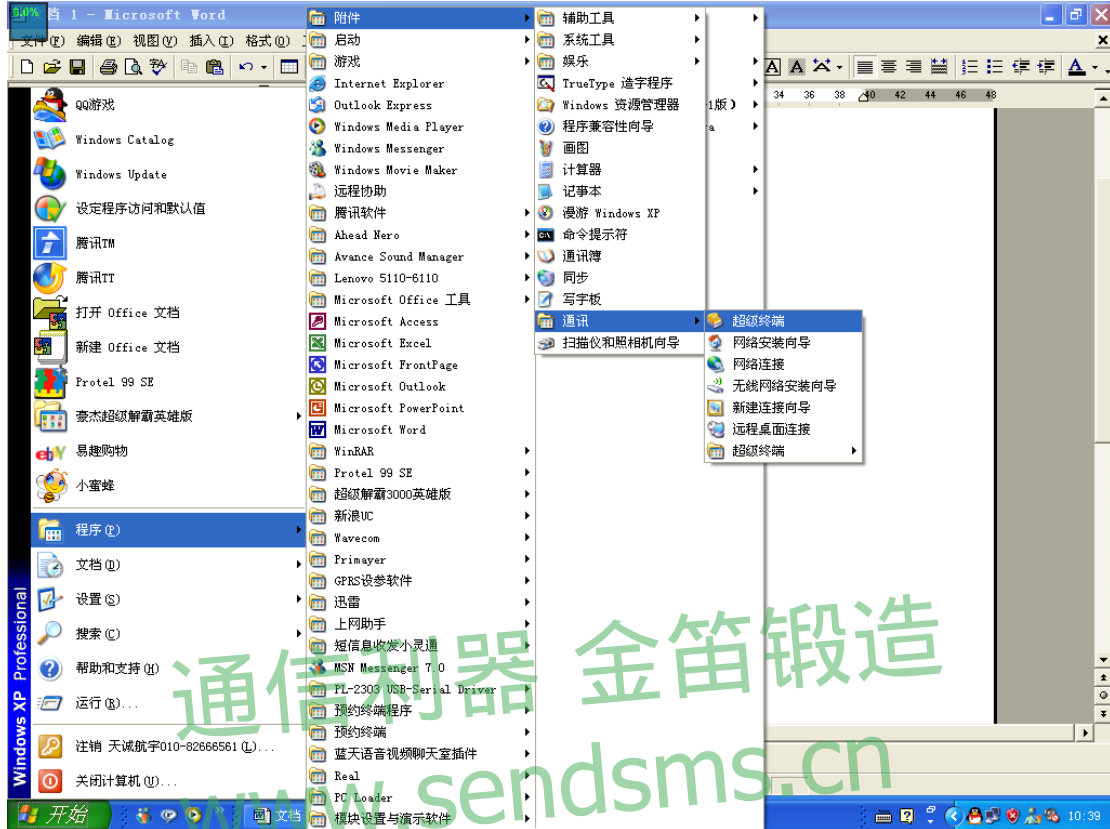 0.0%
档 1 - Microsoft Word
文件(F) 编辑(E) 视图(V) 插入(I) 格式(O)
34 36 38 40 42 44 46 48
QQ游戏
Windows Catalog
Windows Update
设定程序访问和默认值
腾讯TM
腾讯TT
打开 Office 文档
新建 Office 文档
Protel 99 SE
豪杰超级解霸英雄版
易趣购物
小蜜蜂
程序(P)
文档(D)
设置(S)
搜索(C)
帮助和支持(H)
运行(R)...
注销 天诚航宇010-82666561(L)...
关闭计算机(U)...
Windows XP Professional
附件
启动
游戏
Internet Explorer
Outlook Express
Windows Media Player
Windows Messenger
Windows Movie Maker
远程协助
腾讯软件
Ahead Nero
Avance Sound Manager
Lenovo 5110-6110
Microsoft Office 工具
Microsoft Access
Microsoft Excel
Microsoft FrontPage
Microsoft Outlook
Microsoft PowerPoint
Microsoft Word
WinRAR
Protel 99 SE
超级解霸3000英雄版
新浪UC
Wavecom
Primayer
GPRS设参软件
迅雷
上网助手
短信息收发小灵通
MSN Messenger 7.0
PL-2303 USB-Serial Driver
预约终端程序
预约终端
蓝天语音视频聊天室插件
Real
PC Loader
模块设置与演示软件
辅助工具
系统工具
娱乐
TrueType 造字程序
Windows 资源管理器
程序兼容性向导
画图
计算器
记事本
漫游 Windows XP
命令提示符
通讯簿
同步
写字板
通讯
扫描仪和照相机向导
-1版)
a
超级终端
网络安装向导
网络连接
无线网络安装向导
新建连接向导
远程桌面连接
超级终端
通信利器 金笛锻造
www.sendsms.cn
开始
文档
10:39